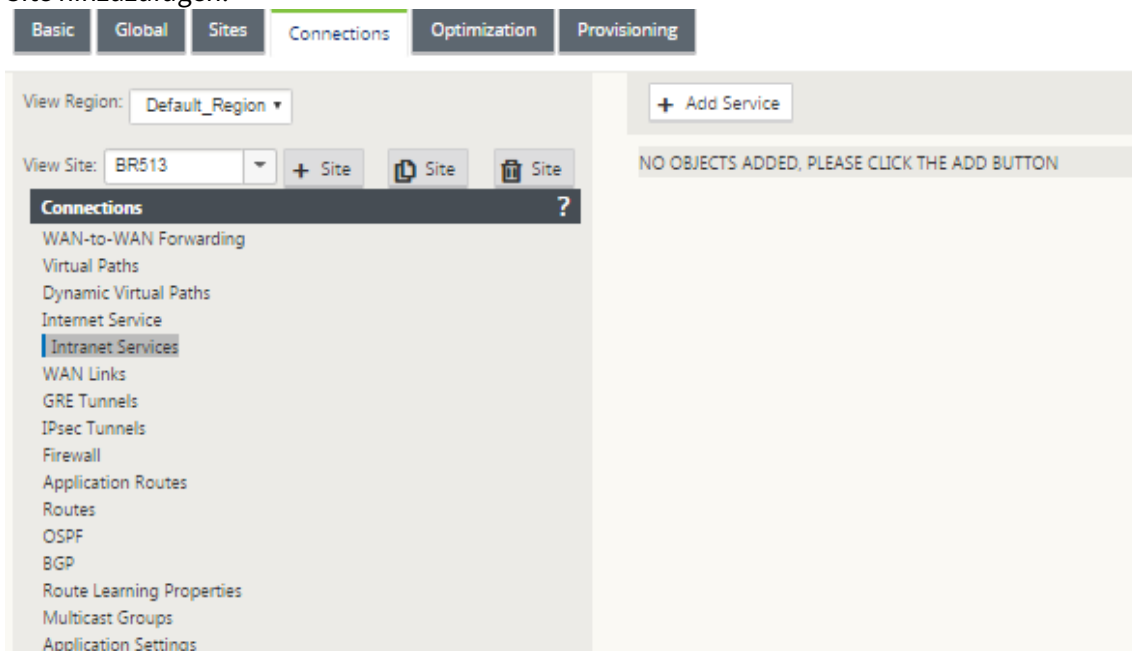 Site hinzuzufügen.
Basic Global Sites Connections Optimization Provisioning
View Region: Default_Region
+ Add Service
View Site: BR513 + Site Site Site
NO OBJECTS ADDED, PLEASE CLICK THE ADD BUTTON
Connections ?
WAN-to-WAN Forwarding
Virtual Paths
Dynamic Virtual Paths
Internet Service
Intranet Services
WAN Links
GRE Tunnels
IPsec Tunnels
Firewall
Application Routes
Routes
OSPF
BGP
Route Learning Properties
Multicast Groups
Application Settings